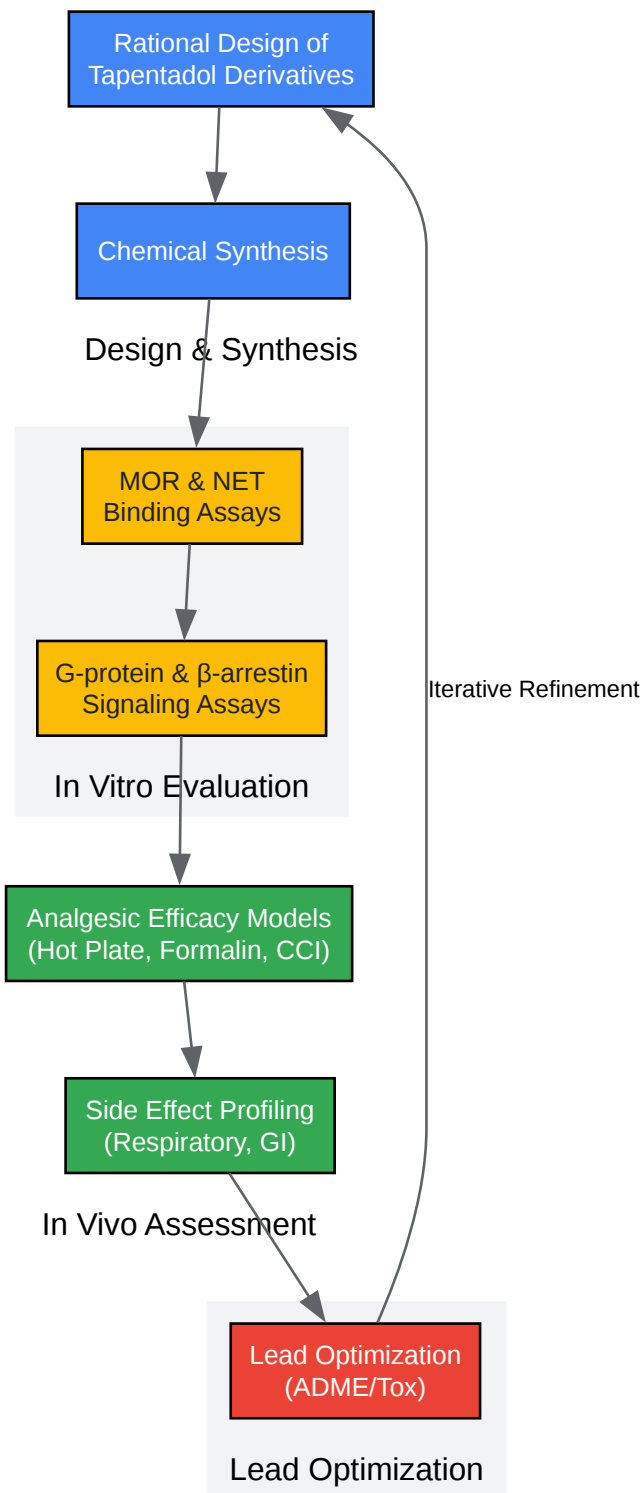 Rational Design of
Tapentadol Derivatives
Chemical Synthesis
Design & Synthesis
MOR & NET
Binding Assays
G-protein & β-arrestin
Signaling Assays
Iterative Refinement
In Vitro Evaluation
Analgesic Efficacy Models
(Hot Plate, Formalin, CCI)
Side Effect Profiling
(Respiratory, GI)
In Vivo Assessment
Lead Optimization
(ADME/Tox)
Lead Optimization